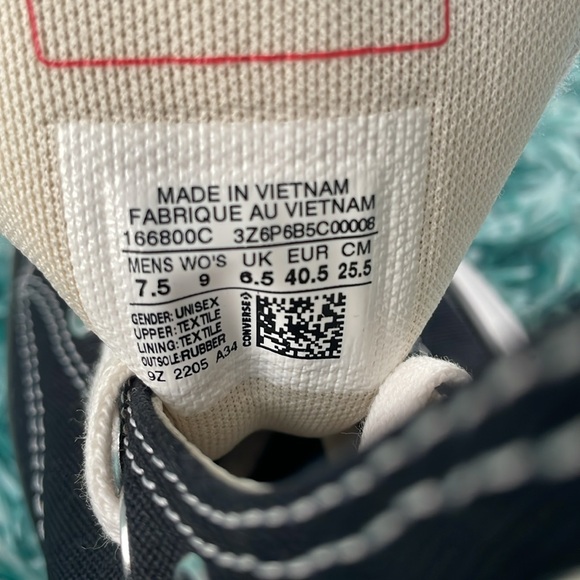 MADE IN VIETNAM
FABRIQUE AU VIETNAM
166800C 3Z6P6B5C00006
MENS WO'S UK EUR CM
7.5 9 6.5 40.5 25.5
GENDER: UNISEX
UPPER: TEXTILE
LINING: TEXTILE
OUTSOLE:RUBBER
9Z 2205 A34
CONVERSE